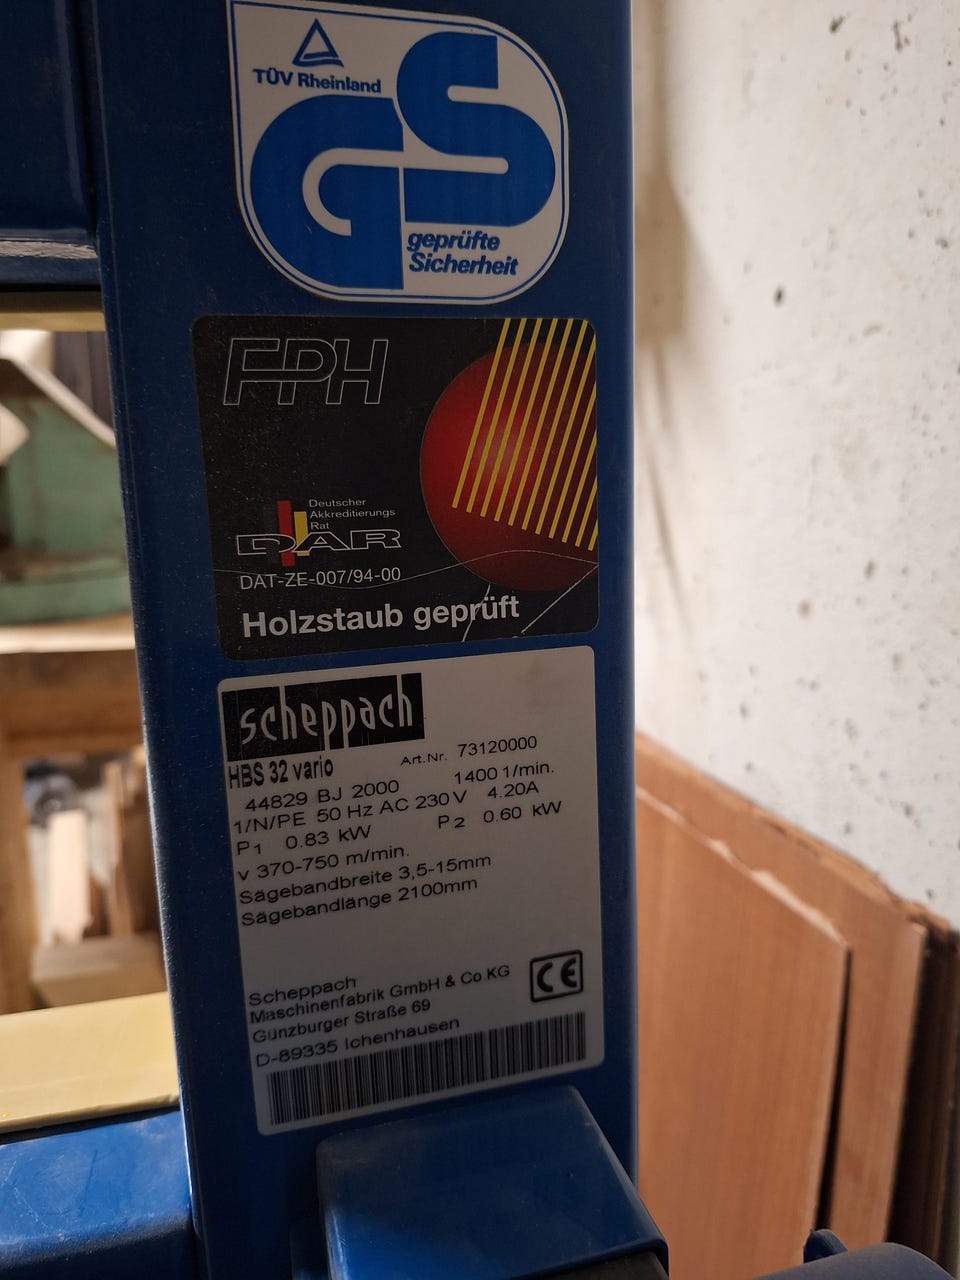 TÜV Rheinland
GS
geprüfte
Sicherheit
FPH
Deutscher
Akkreditierungs
Rat
DAR
DAT-ZE-007/94-00
Holzstaub geprüft
scheppach
HBS 32 vario Art.Nr. 73120000
44829 BJ 2000 1400 1/min.
1/N/PE 50 Hz AC 230V 4.20A
P1 0.83 kW P2 0.60 kW
v 370-750 m/min.
Sägebandbreite 3,5-15mm
Sägebandlänge 2100mm
Scheppach
Maschinenfabrik GmbH & Co.KG
Günzburger Straße 69
D-89335 Ichenhausen
CE